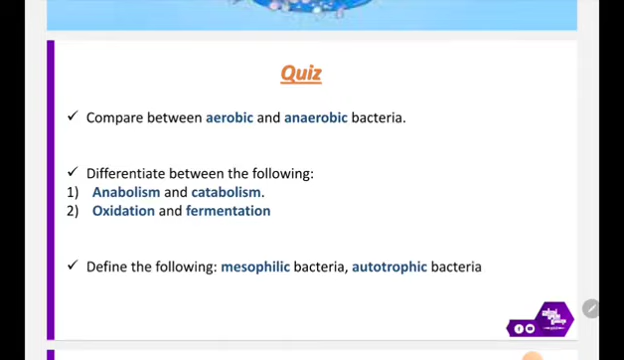 Quiz
✓ Compare between aerobic and anaerobic bacteria.
✓ Differentiate between the following:
1) Anabolism and catabolism.
2) Oxidation and fermentation
✓ Define the following: mesophilic bacteria, autotrophic bacteria